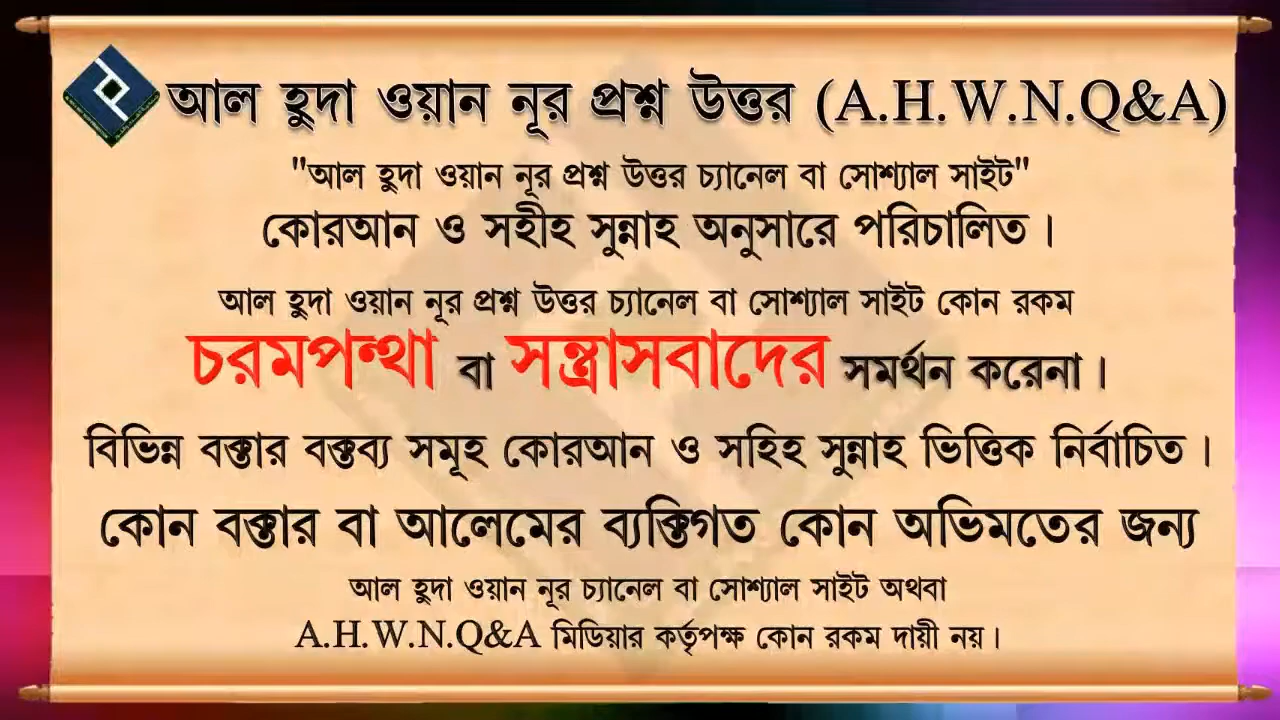 আল হুদা ওয়ান নূর প্রশ্ন উত্তর (A.H.W.N.Q&A)
"আল হুদা ওয়ান নূর প্রশ্ন উত্তর চ্যানেল বা সোশ্যাল সাইট"
কোরআন ও সহীহ সুন্নাহ অনুসারে পরিচালিত।
আল হুদা ওয়ান নূর প্রশ্ন উত্তর চ্যানেল বা সোশ্যাল সাইট কোন রকম
চরমপন্থা বা সন্ত্রাসবাদের সমর্থন করেনা।
বিভিন্ন বক্তার বক্তব্য সমূহ কোরআন ও সহিহ সুন্নাহ ভিত্তিক নির্বাচিত।
কোন বক্তার বা আলেমের ব্যক্তিগত কোন অভিমতের জন্য
আল হুদা ওয়ান নূর চ্যানেল বা সোশ্যাল সাইট অথবা
A.H.W.N.Q&A মিডিয়ার কর্তৃপক্ষ কোন রকম দায়ী নয়।